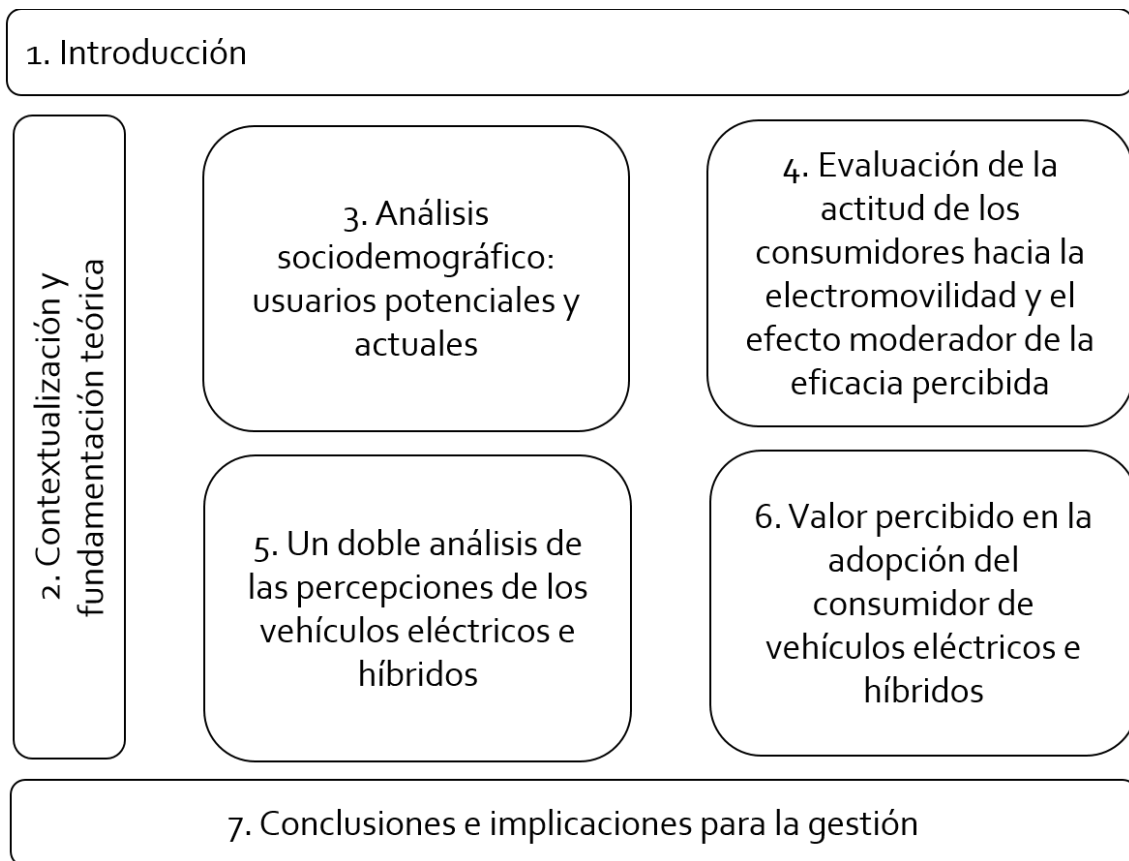 1. Introducción
2. Contextualización y
fundamentación teórica
3. Análisis
sociodemográfico:
usuarios potenciales y
actuales
4. Evaluación de la
actitud de los
consumidores hacia la
electromovilidad y el
efecto moderador de la
eficacia percibida
5. Un doble análisis de
las percepciones de los
vehículos eléctricos e
híbridos
6. Valor percibido en la
adopción del
consumidor de
vehículos eléctricos e
híbridos
7. Conclusiones e implicaciones para la gestión